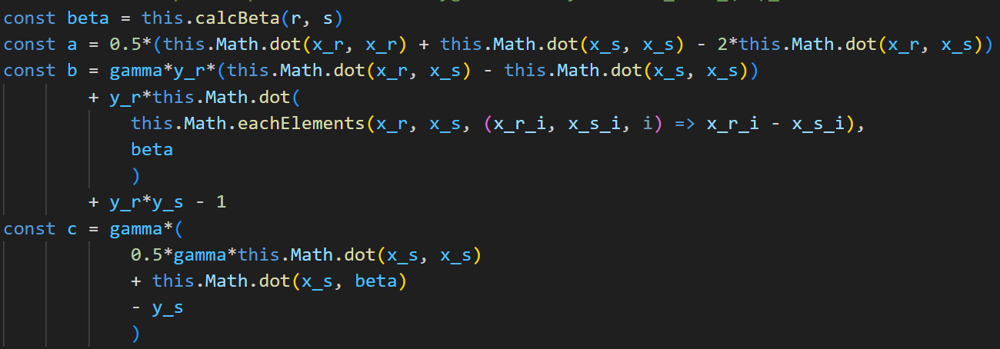 const beta = this.calcBeta(r, s)
const a = 0.5*(this.Math.dot(x_r, x_r) + this.Math.dot(x_s, x_s) - 2*this.Math.dot(x_r, x_s))
const b = gamma*y_r*(this.Math.dot(x_r, x_s) - this.Math.dot(x_s, x_s))
+ y_r*this.Math.dot(
this.Math.eachElements(x_r, x_s, (x_r_i, x_s_i, i) => x_r_i - x_s_i),
beta
)
+ y_r*y_s - 1
const c = gamma*(
0.5*gamma*this.Math.dot(x_s, x_s)
+ this.Math.dot(x_s, beta)
- y_s
)